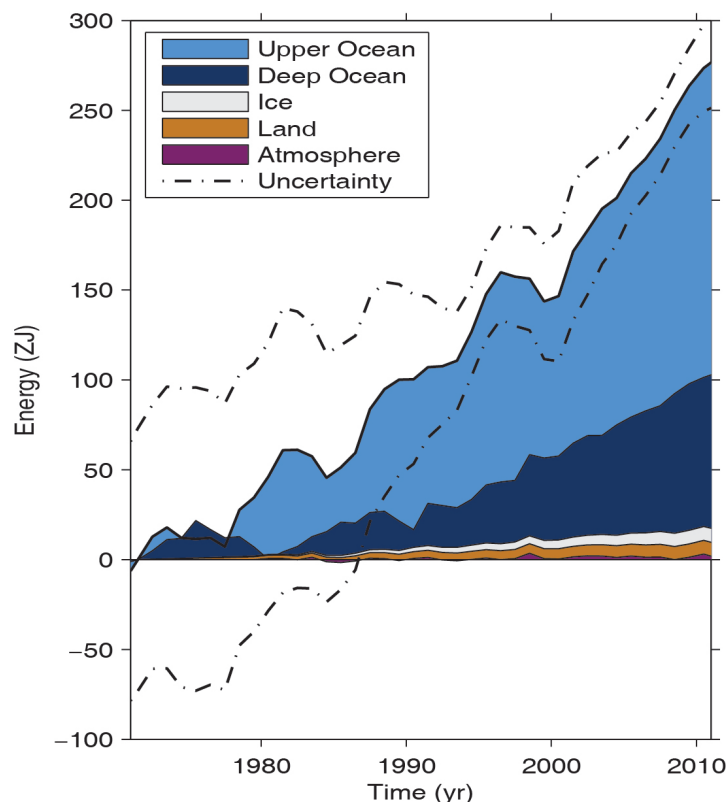 300
250
200
150
100
50
0
−50
−100
Energy (ZJ)
Upper Ocean
Deep Ocean
Ice
Land
Atmosphere
Uncertainty
1980 1990 2000 2010
Time (yr)